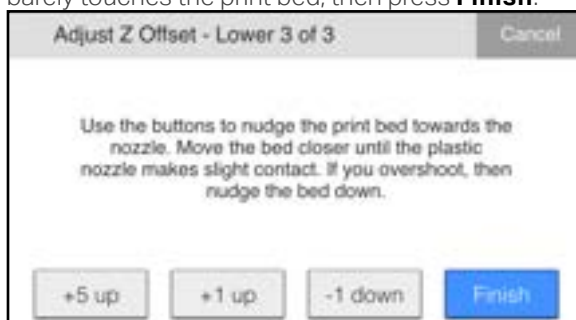 barely touches the print bed, then press Finish.
Adjust Z Offset - Lower 3 of 3 Cancel
Use the buttons to nudge the print bed towards the
nozzle. Move the bed closer until the plastic
nozzle makes slight contact. If you overshoot, then
nudge the bed down.
+5 up +1 up -1 down Finish